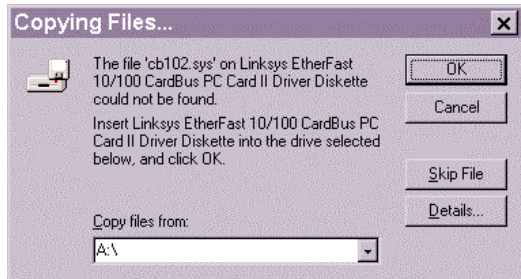 Copying Files...
The file 'cb102.sys' on Linksys EtherFast
10/100 CardBus PC Card II Driver Diskette
could not be found.
Insert Linksys EtherFast 10/100 CardBus PC
Card II Driver Diskette into the drive selected
below, and click OK.
Copy files from:
A:\
OK
Cancel
Skip File
Details...